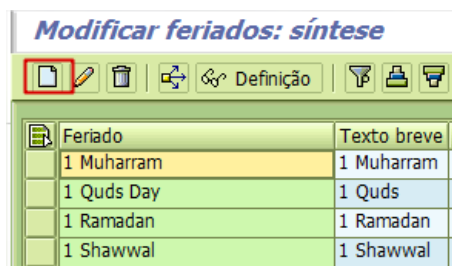 Modificar feriados: síntese
Definição
Feriado Texto breve
1 Muharram 1 Muharram
1 Quds Day 1 Quds
1 Ramadan 1 Ramadan
1 Shawwal 1 Shawwal